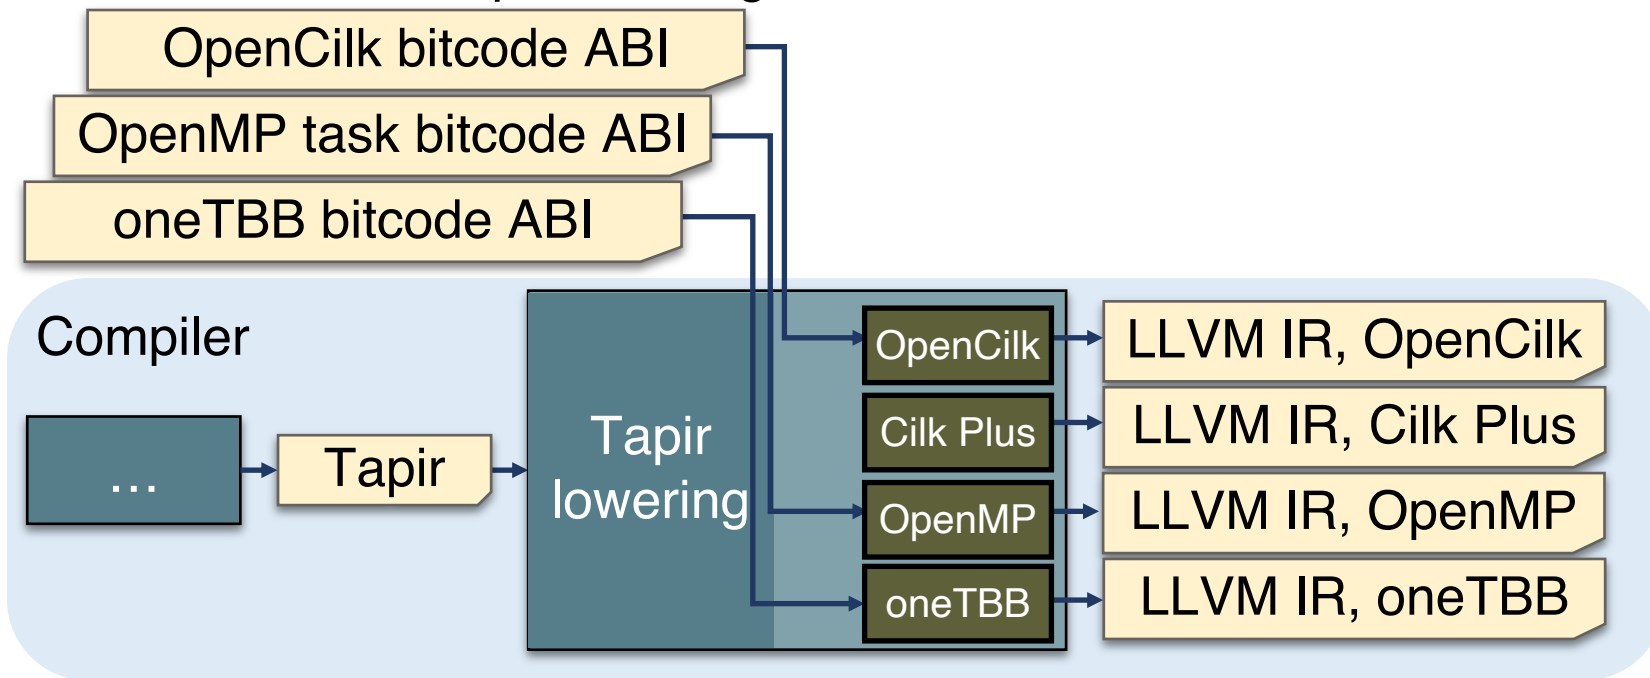 OpenCilk bitcode ABI
OpenMP task bitcode ABI
oneTBB bitcode ABI
Compiler
...
Tapir
Tapir
lowering
OpenCilk
Cilk Plus
OpenMP
oneTBB
LLVM IR, OpenCilk
LLVM IR, Cilk Plus
LLVM IR, OpenMP
LLVM IR, oneTBB